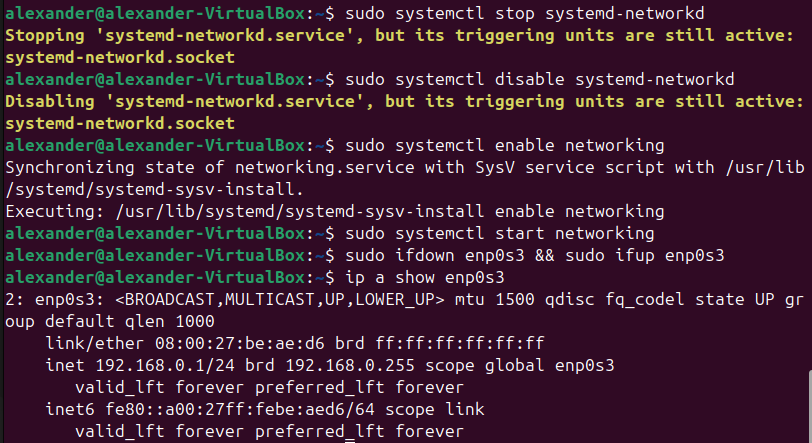 alexander@alexander-VirtualBox:~$ sudo systemctl stop systemd-networkd
Stopping 'systemd-networkd.service', but its triggering units are still active:
systemd-networkd.socket
alexander@alexander-VirtualBox:~$ sudo systemctl disable systemd-networkd
Disabling 'systemd-networkd.service', but its triggering units are still active:
systemd-networkd.socket
alexander@alexander-VirtualBox:~$ sudo systemctl enable networking
Synchronizing state of networking.service with SysV service script with /usr/lib
/systemd/systemd-sysv-install.
Executing: /usr/lib/systemd/systemd-sysv-install enable networking
alexander@alexander-VirtualBox:~$ sudo systemctl start networking
alexander@alexander-VirtualBox:~$ sudo ifdown enp0s3 && sudo ifup enp0s3
alexander@alexander-VirtualBox:~$ ip a show enp0s3
2: enp0s3: <BROADCAST,MULTICAST,UP,LOWER_UP> mtu 1500 qdisc fq_codel state UP gr
oup default qlen 1000
    link/ether 08:00:27:be:ae:d6 brd ff:ff:ff:ff:ff:ff
    inet 192.168.0.1/24 brd 192.168.0.255 scope global enp0s3
       valid_lft forever preferred_lft forever
    inet6 fe80::a00:27ff:febe:aed6/64 scope link
       valid_lft forever preferred_lft forever